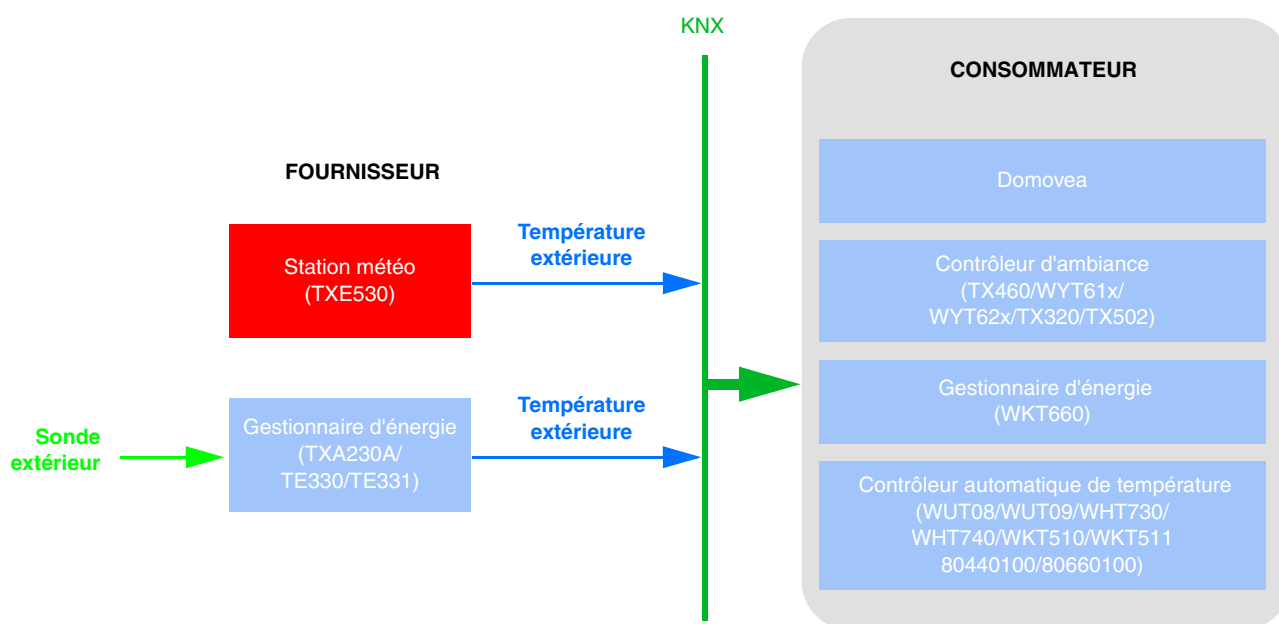 KNX
CONSOMMATEUR
FOURNISSEUR
Domovea
Station météo
(TXE530)
Température
extérieure
Contrôleur d'ambiance
(TX460/WYT61x/
WYT62x/TX320/TX502)
Gestionnaire d'énergie
(WKT660)
Sonde
extérieur
Gestionnaire d'énergie
(TXA230A/
TE330/TE331)
Température
extérieure
Contrôleur automatique de température
(WUT08/WUT09/WHT730/
WHT740/WKT510/WKT511
80440100/80660100)